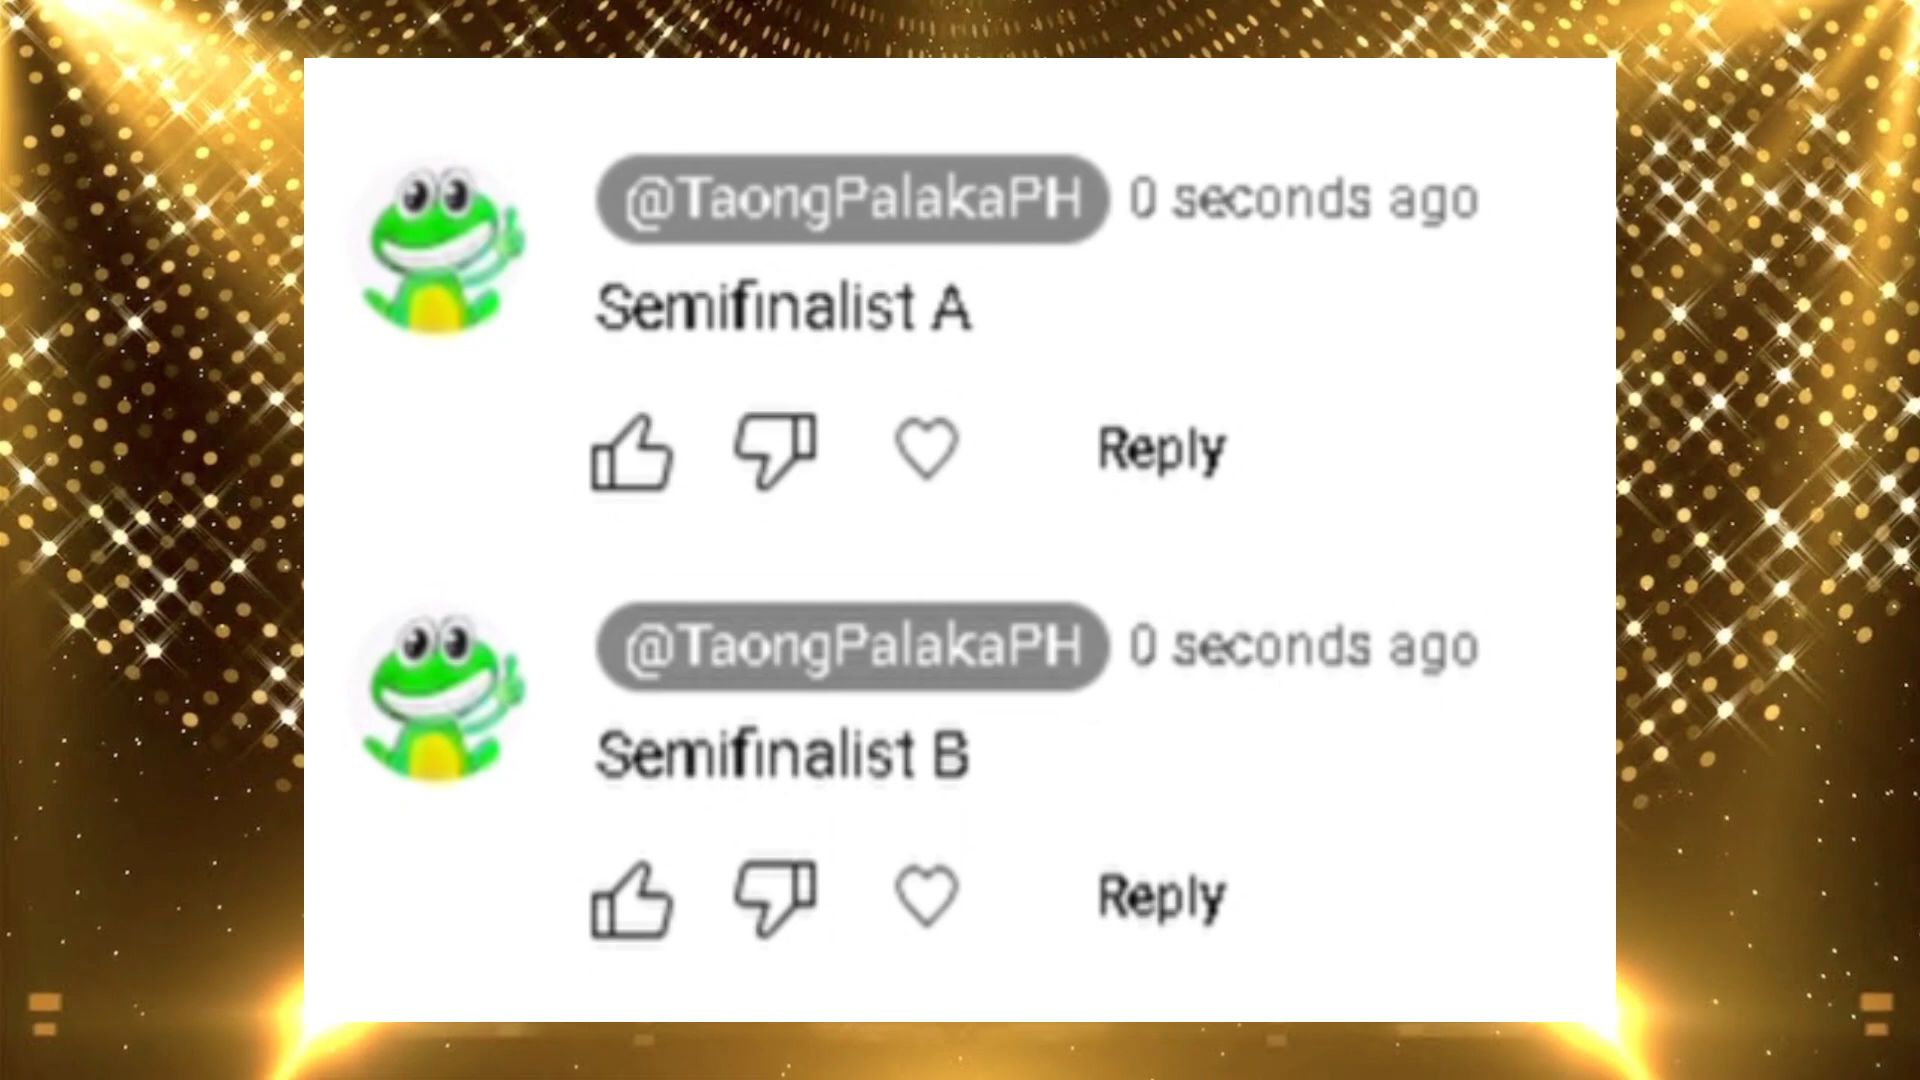 @TaongPalakaPH 0 seconds ago
Semifinalist A
Reply
@TaongPalakaPH 0 seconds ago
Semifinalist B
Reply